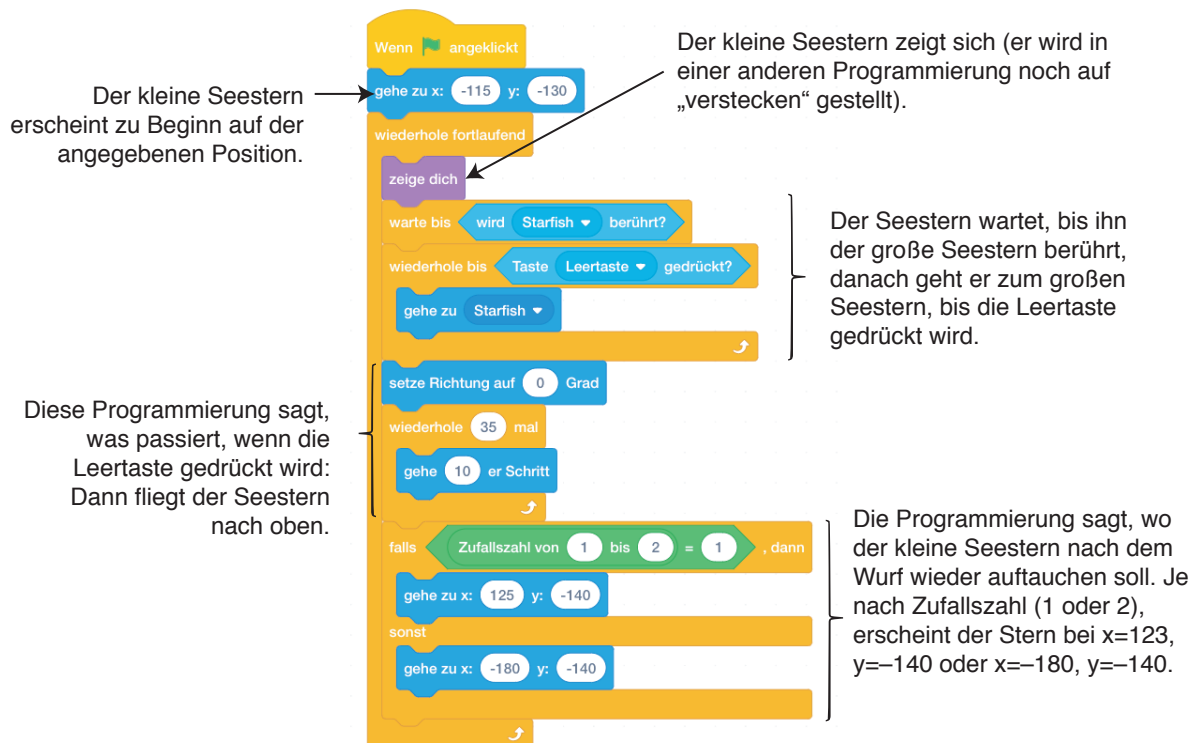 Wenn angeklickt
gehe zu x: -115 y: -130
wiederhole fortlaufend
zeige dich
warte bis wird Starfish berührt?
wiederhole bis Taste Leertaste gedrückt?
gehe zu Starfish
setze Richtung auf 0 Grad
wiederhole 35 mal
gehe 10 er Schritt
falls Zufallszahl von 1 bis 2 = 1 , dann
gehe zu x: 125 y: -140
sonst
gehe zu x: -180 y: -140
Der kleine Seestern
erscheint zu Beginn auf der
angegebenen Position.
Der kleine Seestern zeigt sich (er wird in
einer anderen Programmierung noch auf
„verstecken“ gestellt).
Der Seestern wartet, bis ihn
der große Seestern berührt,
danach geht er zum großen
Seestern, bis die Leertaste
gedrückt wird.
Diese Programmierung sagt,
was passiert, wenn die
Leertaste gedrückt wird:
Dann fliegt der Seestern
nach oben.
Die Programmierung sagt, wo
der kleine Seestern nach dem
Wurf wieder auftauchen soll. Je
nach Zufallszahl (1 oder 2),
erscheint der Stern bei x=123,
y=–140 oder x=–180, y=–140.